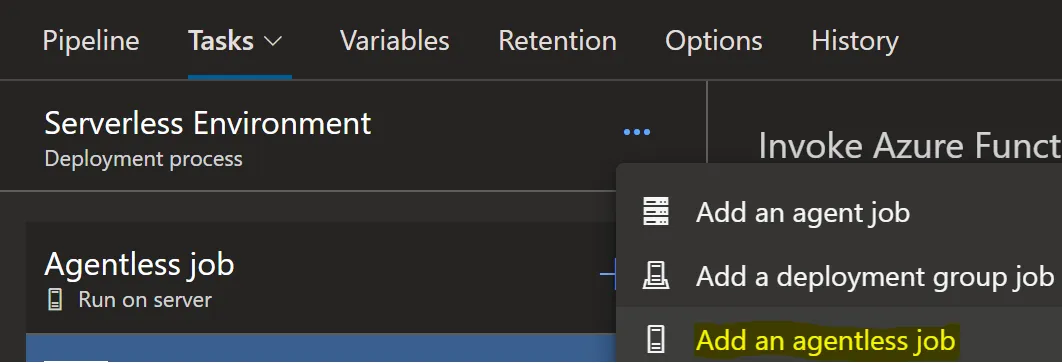 Pipeline Tasks Variables Retention Options History
Serverless Environment
Deployment process
Invoke Azure Funct
Add an agent job
Agentless job
Add a deployment group job
Run on server
Add an agentless job